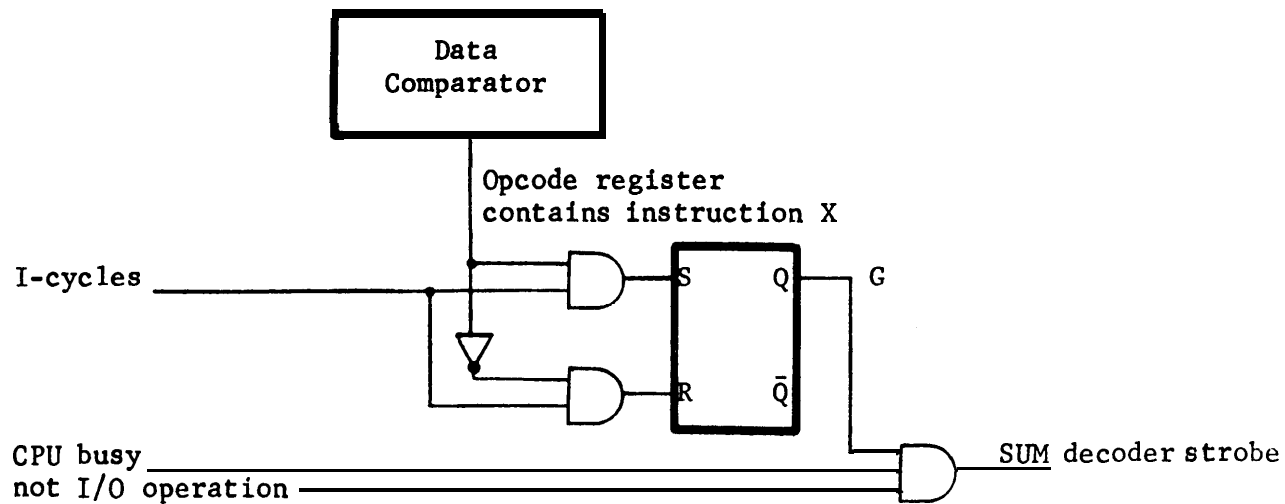 Data
Comparator
Opcode register
contains instruction X
I-cycles
S
Q
G
R
Q̄
CPU busy
SUM decoder strobe
not I/O operation